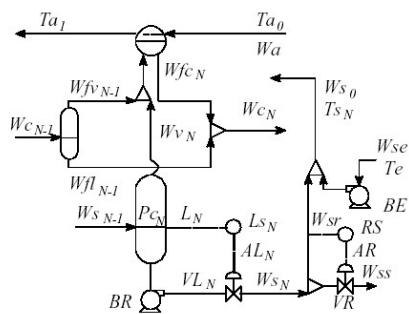 Ta1 Ta0
Wa
WfcN
WfvN-1
WcN-1 WvN WcN
WflN-1
Ws0
TsN
Wse
Te
BE
WsN-1 PcN LN LsN
ALN
Wsr RS
AR
VLN WsN Wss
BR VR